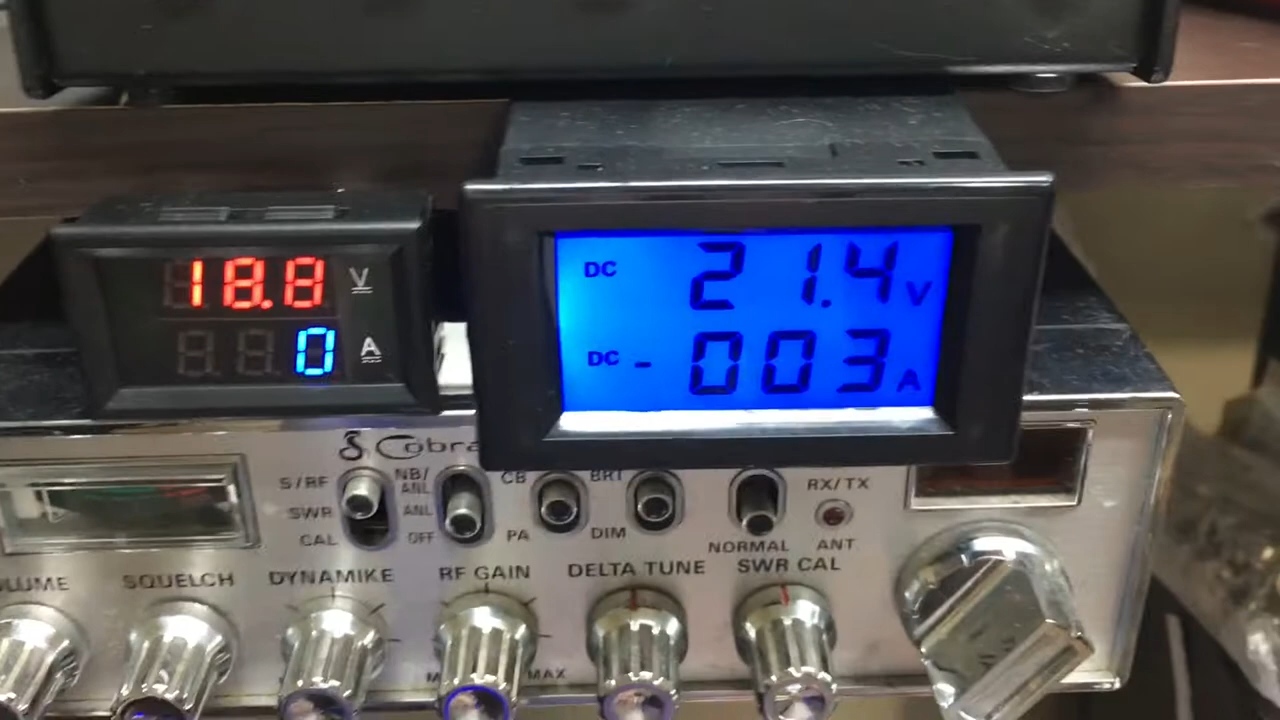 18.8 V
0 A
DC 21.4 V
DC - 003 A
Cobra
S/RF
SWR
CAL
NB/
ANL
ANL
OFF
CB
PA
BRT
DIM
NORMAL
SWR CAL
RX/TX
ANT
SQUELCH
DYNAMIKE
RF GAIN
DELTA TUNE
MAX